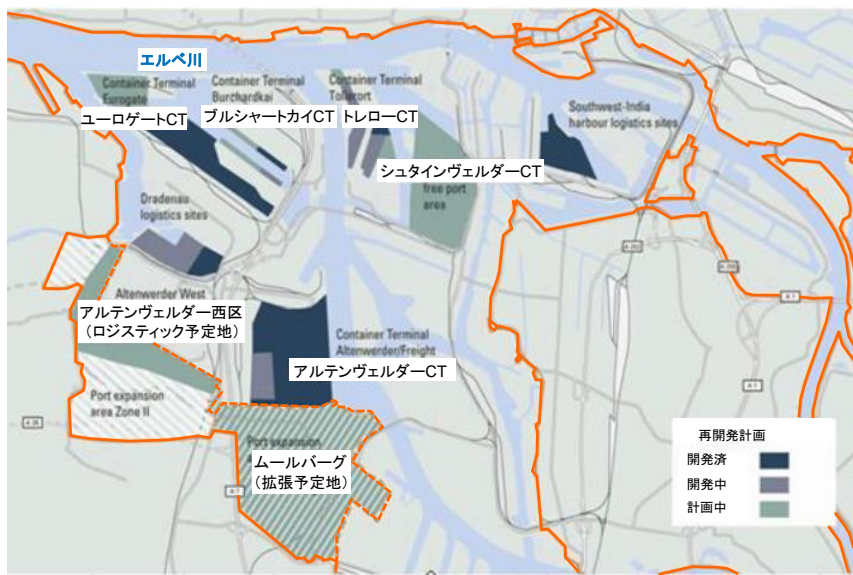 エルベ川
Container Terminal
Eurogate
ユーロゲートCT
Container Terminal
Burchardkai
ブルシャートカイCT
Container Terminal
Tollerort
トレローCT
Southwest-India
harbour logistics sites
シュタインヴェルダーCT
free port
area
Dradenau
logistics sites
Altenwerder West
アルテンヴェルダー西区
（ロジスティック予定地）
Container Terminal
Altenwerder/Freight
アルテンヴェルダーCT
Port expansion
area Zone II
Port expansion
ムールバーグ
（拡張予定地）
A 7
A 26
A 252
A 255
A 1
A 1
再開発計画
開発済
開発中
計画中